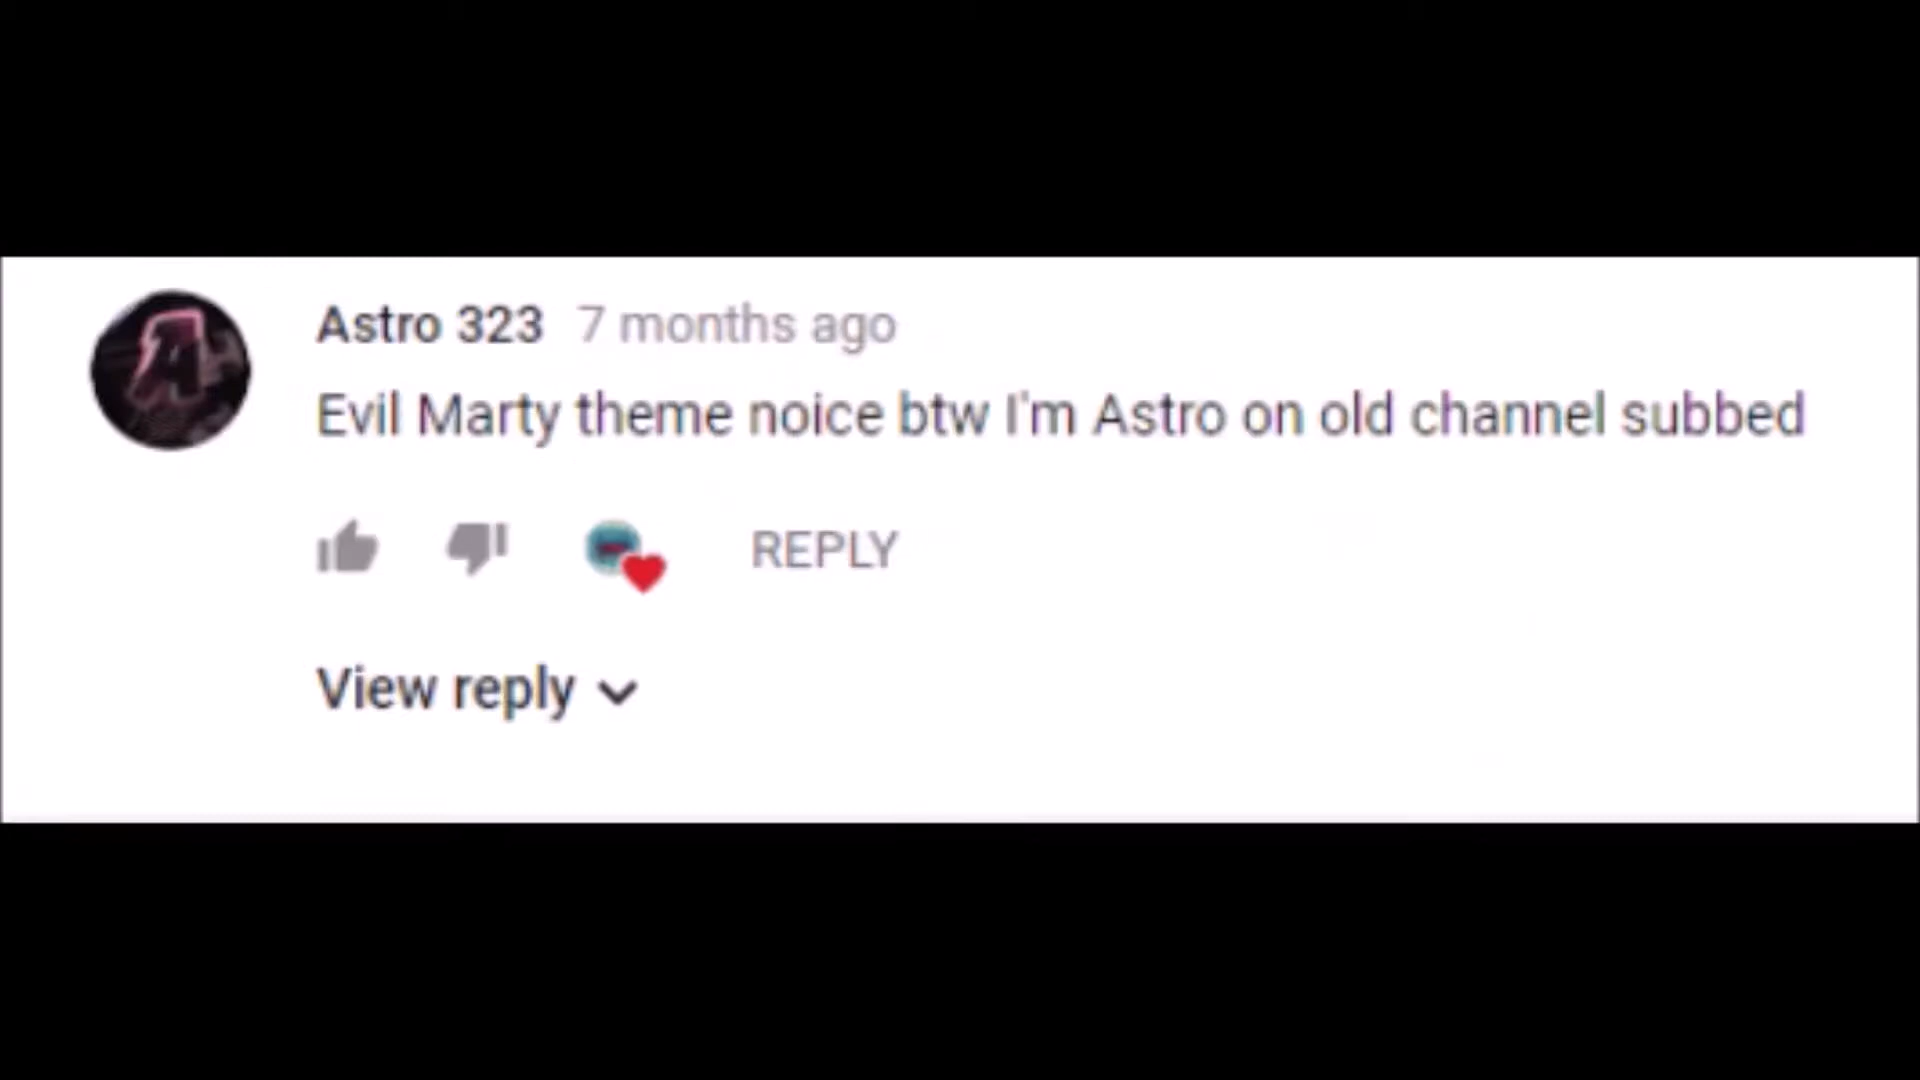 Astro 323 7 months ago
Evil Marty theme noice btw I'm Astro on old channel subbed
REPLY
View reply